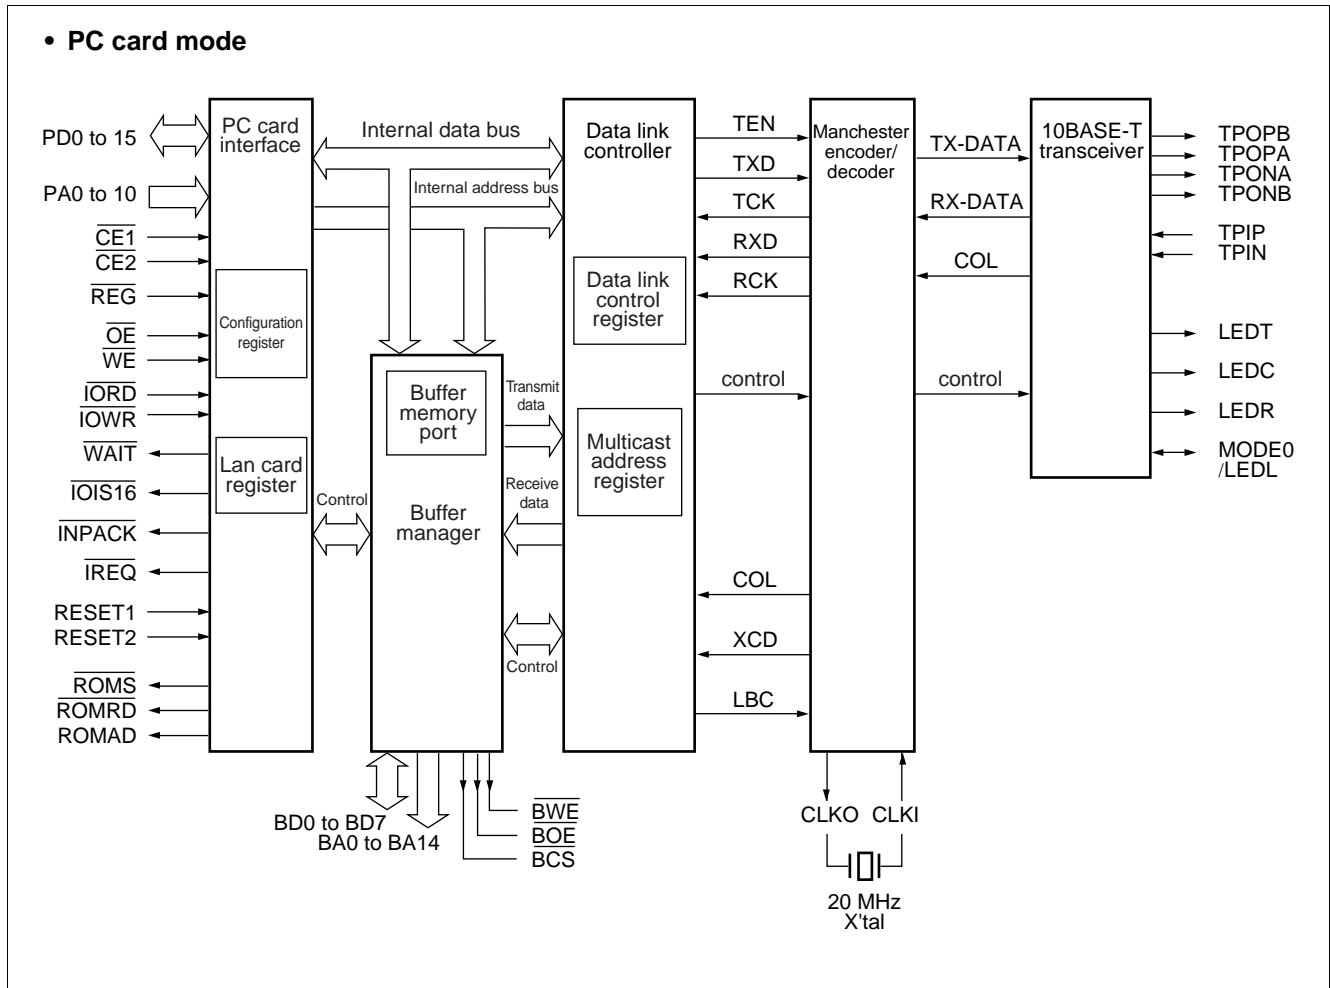 • PC card mode
PD0 to 15
PA0 to 10
CE1
CE2
REG
OE
WE
IORD
IOWR
WAIT
IOIS16
INPACK
IREQ
RESET1
RESET2
ROMS
ROMRD
ROMAD
PC card
interface
Configuration
register
Lan card
register
Internal data bus
Internal address bus
Control
Buffer
memory
port
Buffer
manager
Transmit
data
Receive
data
Control
BD0 to BD7
BA0 to BA14
BWE
BOE
BCS
Data link
controller
Data link
control
register
Multicast
address
register
TEN
TXD
TCK
RXD
RCK
control
COL
XCD
LBC
Manchester
encoder/
decoder
CLKO CLKI
20 MHz
X'tal
TX-DATA
RX-DATA
COL
control
10BASE-T
transceiver
TPOPB
TPOPA
TPONA
TPONB
TPIP
TPIN
LEDT
LEDC
LEDR
MODE0
/LEDL